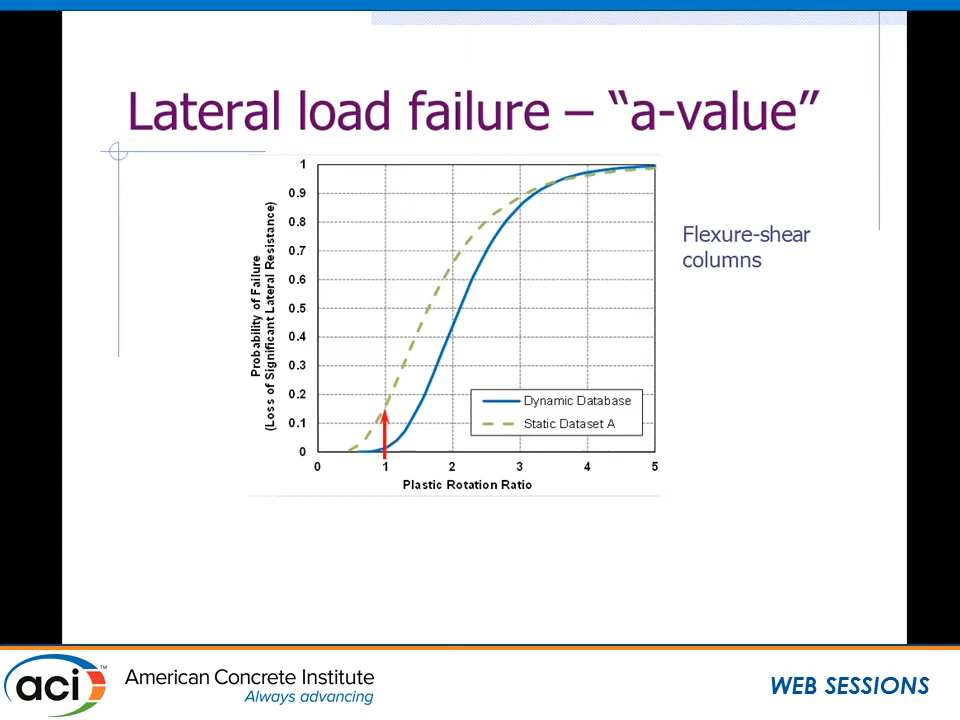 Lateral load failure – “a-value”
Probability of Failure
(Loss of Significant Lateral Resistance)
1
0.9
0.8
0.7
0.6
0.5
0.4
0.3
0.2
0.1
0
0 1 2 3 4 5
Plastic Rotation Ratio
Dynamic Database
Static Dataset A
Flexure-shear
columns
aci™
American Concrete Institute
Always advancing
WEB SESSIONS